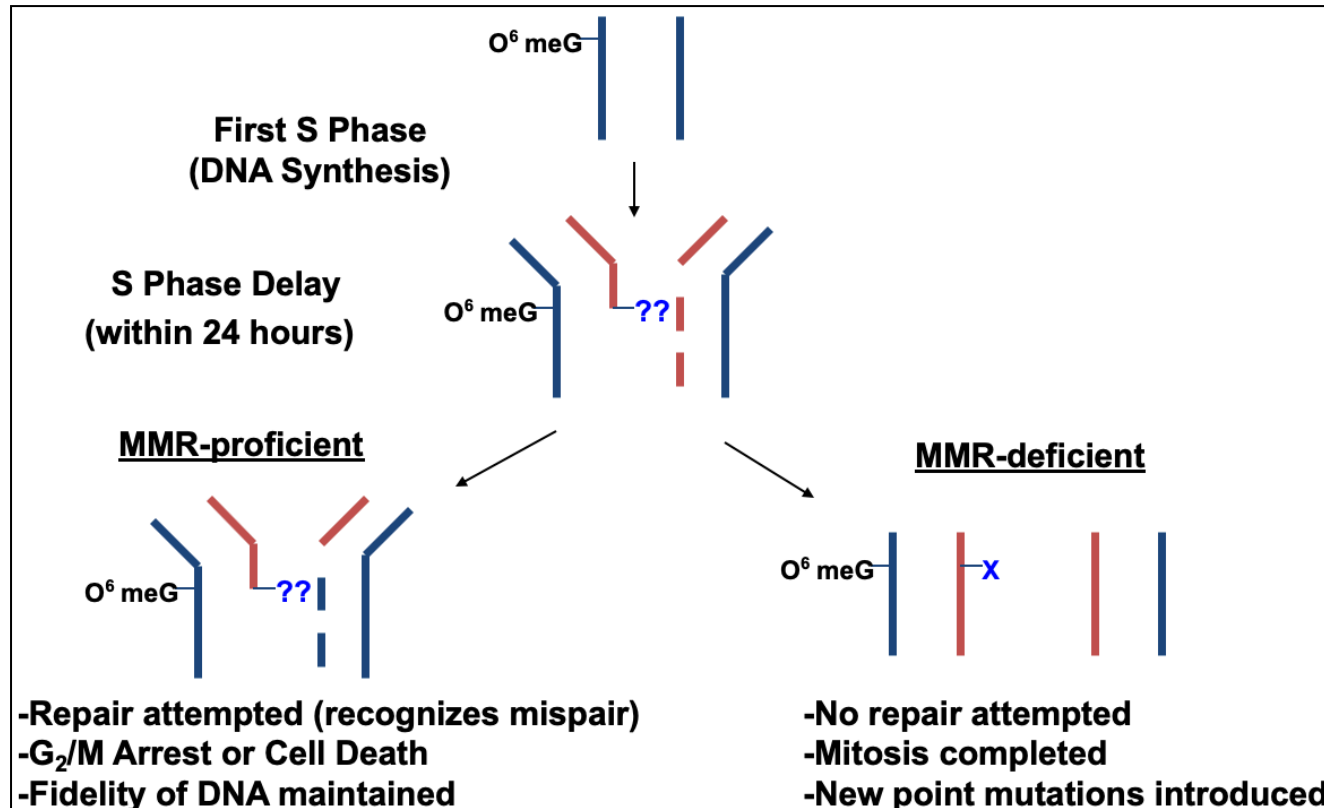 O⁶ meG
First S Phase
(DNA Synthesis)
S Phase Delay
(within 24 hours)
O⁶ meG
??
MMR-proficient
MMR-deficient
O⁶ meG
??
O⁶ meG
X
-Repair attempted (recognizes mispair)
-G₂/M Arrest or Cell Death
-Fidelity of DNA maintained
-No repair attempted
-Mitosis completed
-New point mutations introduced